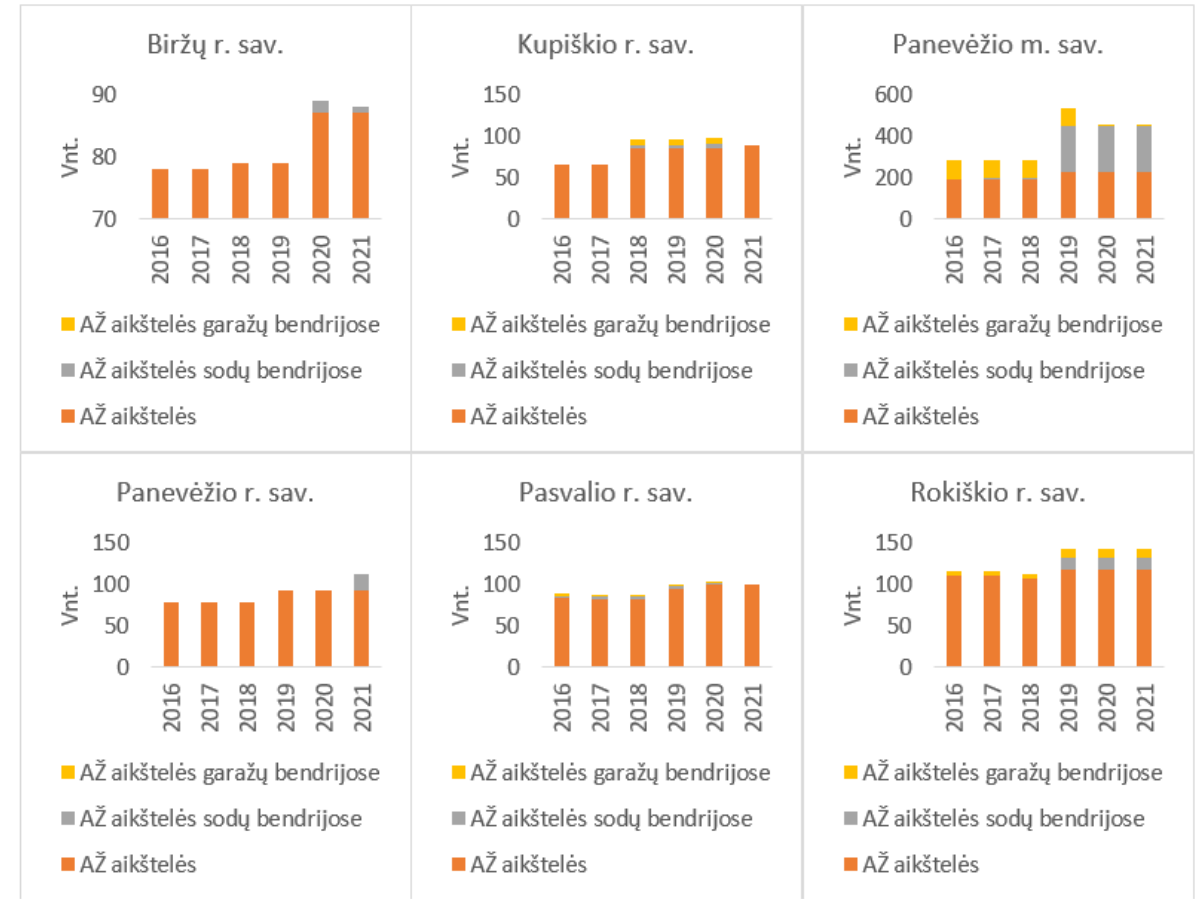 Biržų r. sav.
90
80
70
Vnt.
2016
2017
2018
2019
2020
2021
AŽ aikštelės garažų bendrijose
AŽ aikštelės sodų bendrijose
AŽ aikštelės
Kupiškio r. sav.
150
100
50
0
Vnt.
2016
2017
2018
2019
2020
2021
AŽ aikštelės garažų bendrijose
AŽ aikštelės sodų bendrijose
AŽ aikštelės
Panevėžio m. sav.
600
400
200
0
Vnt.
2016
2017
2018
2019
2020
2021
AŽ aikštelės garažų bendrijose
AŽ aikštelės sodų bendrijose
AŽ aikštelės
Panevėžio r. sav.
150
100
50
0
Vnt.
2016
2017
2018
2019
2020
2021
AŽ aikštelės garažų bendrijose
AŽ aikštelės sodų bendrijose
AŽ aikštelės
Pasvalio r. sav.
150
100
50
0
Vnt.
2016
2017
2018
2019
2020
2021
AŽ aikštelės garažų bendrijose
AŽ aikštelės sodų bendrijose
AŽ aikštelės
Rokiškio r. sav.
150
100
50
0
Vnt.
2016
2017
2018
2019
2020
2021
AŽ aikštelės garažų bendrijose
AŽ aikštelės sodų bendrijose
AŽ aikštelės